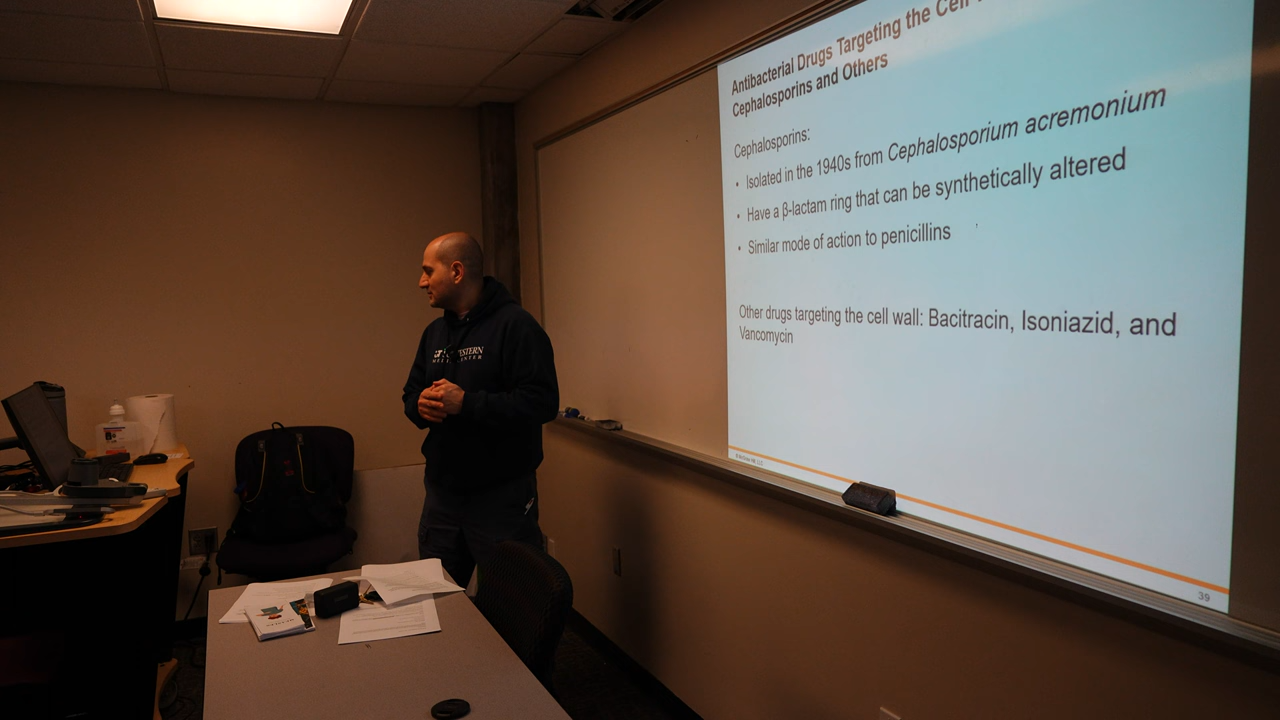 Antibacterial Drugs Targeting the Cell
Cephalosporins and Others
Cephalosporins:
• Isolated in the 1940s from Cephalosporium acremonium
• Have a β-lactam ring that can be synthetically altered
• Similar mode of action to penicillins
Other drugs targeting the cell wall: Bacitracin, Isoniazid, and
Vancomycin
39